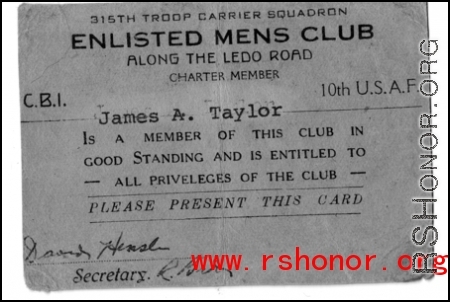 315TH TROOP CARRIER SQUADRON
ENLISTED MENS CLUB
ALONG THE LEDO ROAD
CHARTER MEMBER
C.B.I.
10th U.S.A.F.
James A. Taylor
IS A MEMBER OF THIS CLUB IN
GOOD STANDING AND IS ENTITLED TO
— ALL PRIVELEGES OF THE CLUB —
PLEASE PRESENT THIS CARD
Secretary.
www.rshonor.org
RSHONOR.ORG